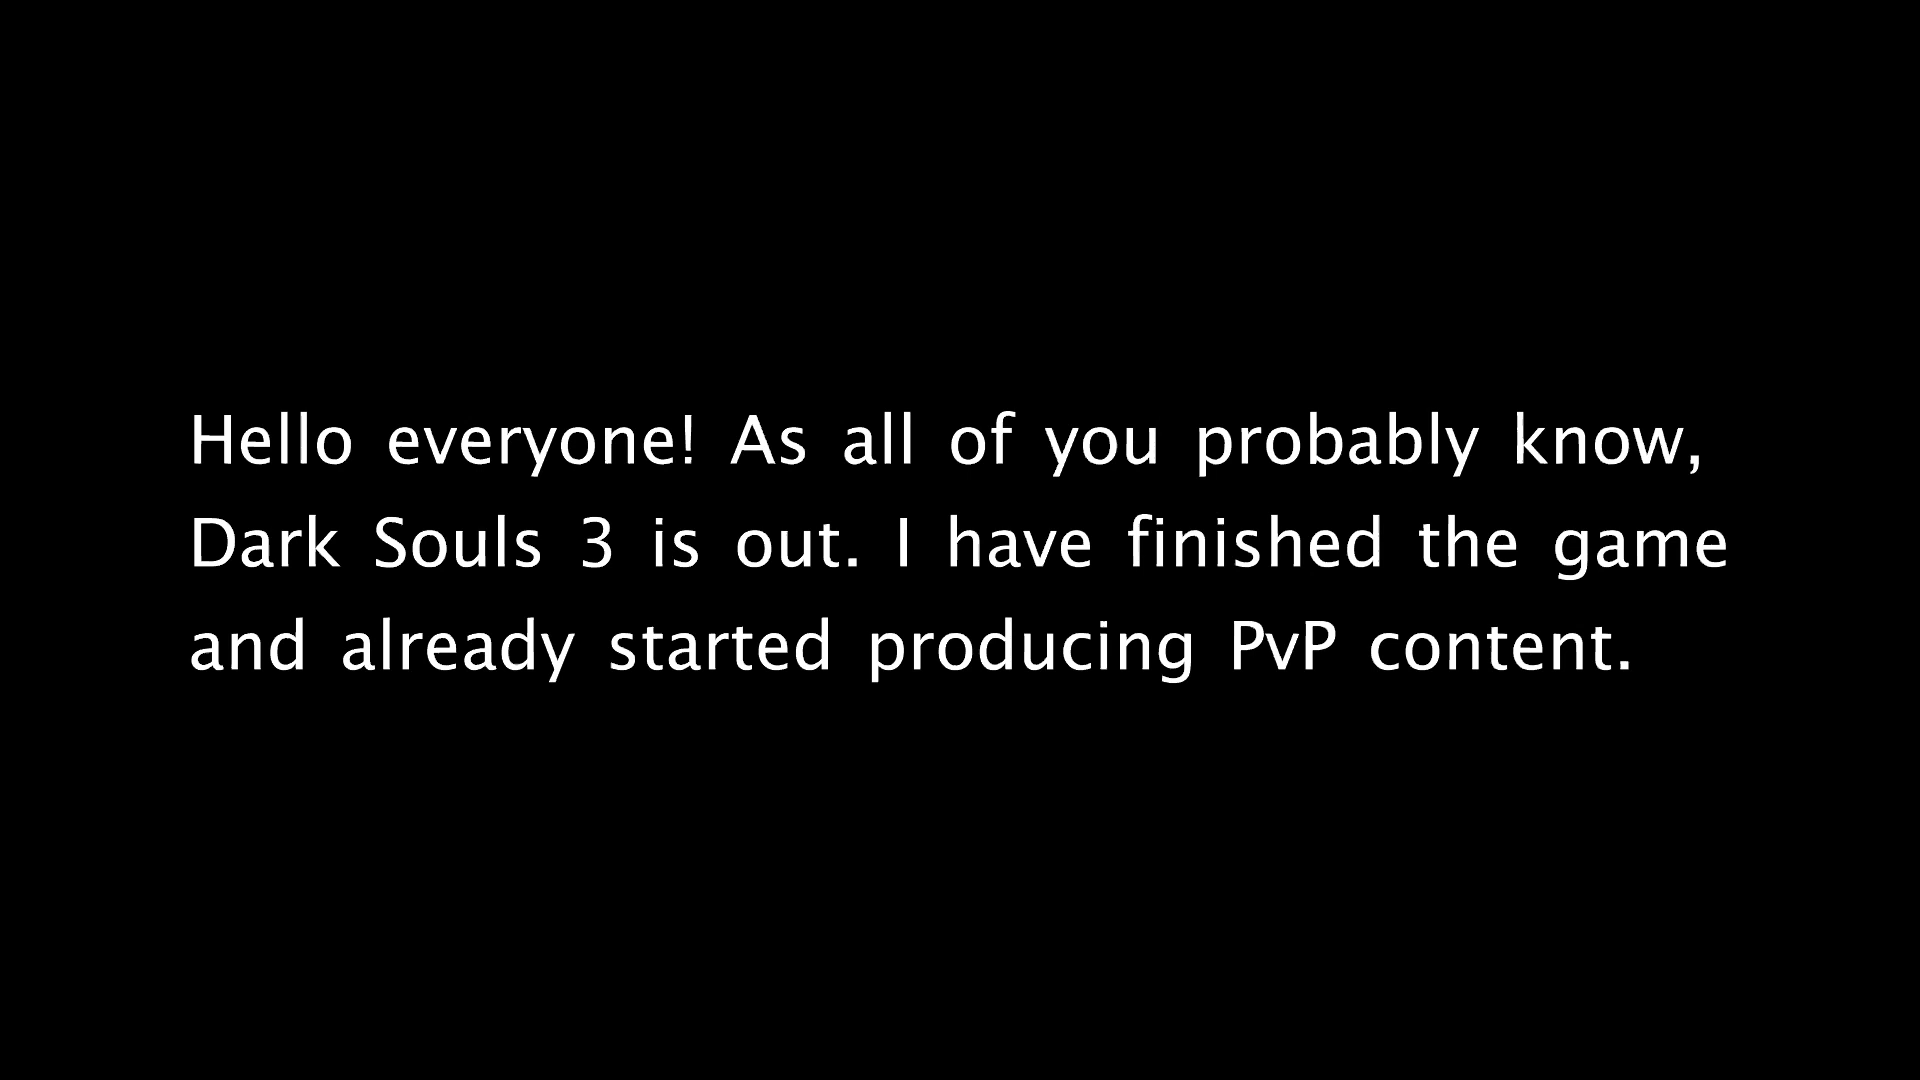 Hello everyone! As all of you probably know,
Dark Souls 3 is out. I have finished the game
and already started producing PvP content.